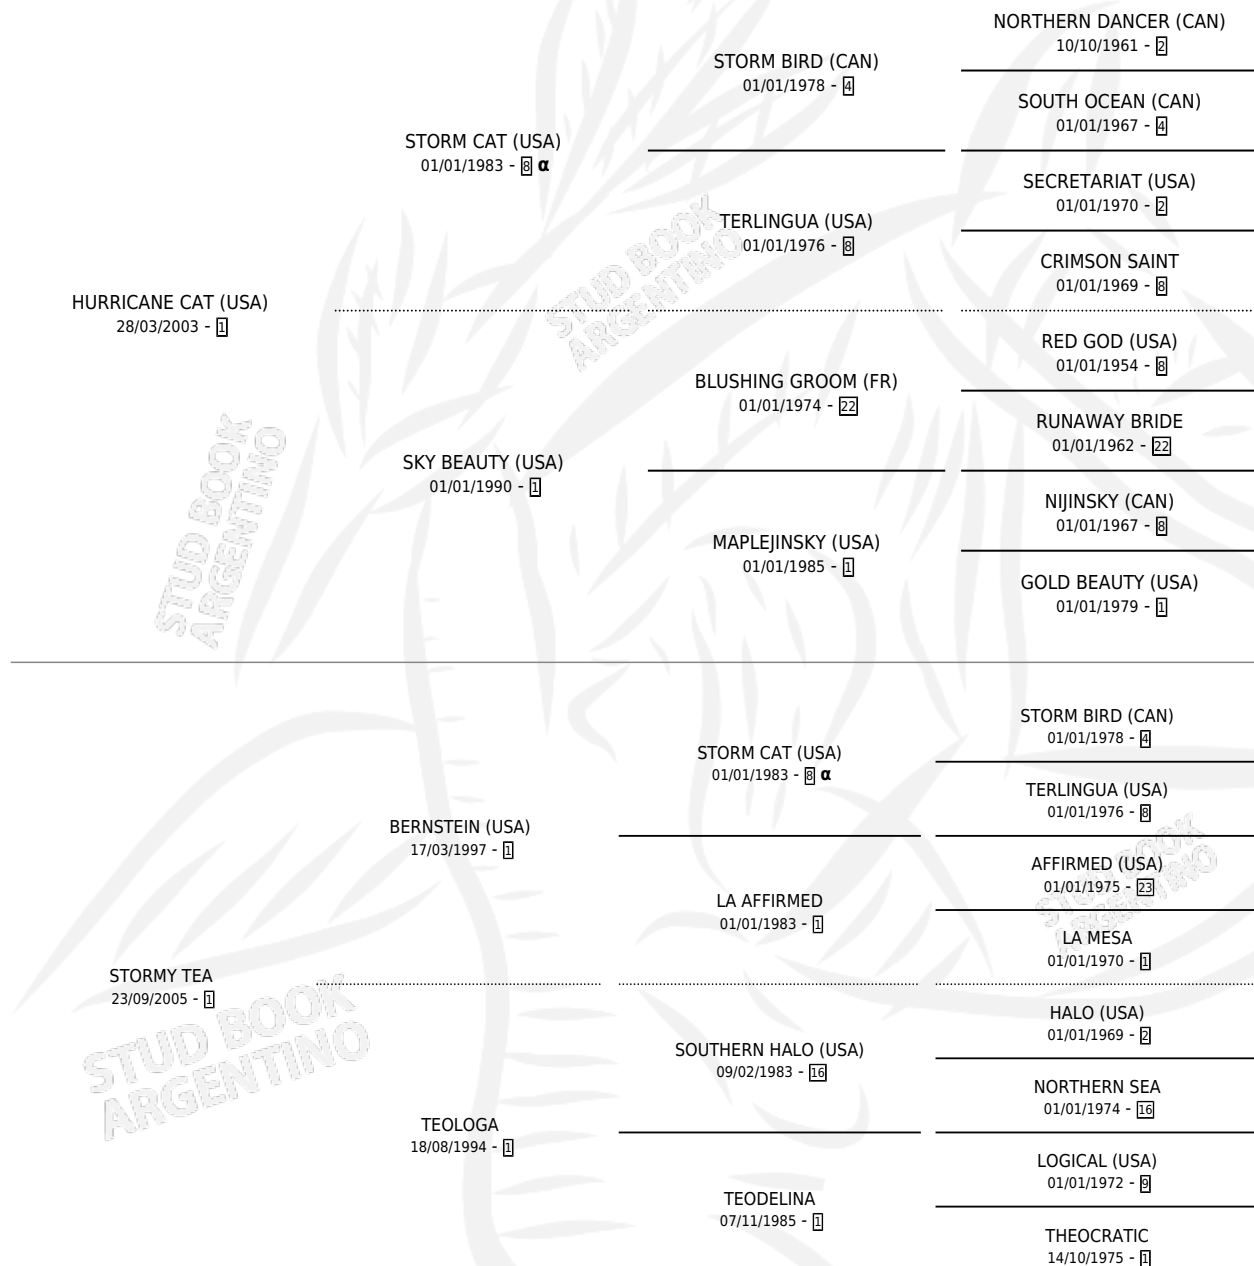 NORTHERN DANCER (CAN)
10/10/1961 - 2
STORM BIRD (CAN)
01/01/1978 - 4
SOUTH OCEAN (CAN)
01/01/1967 - 4
STORM CAT (USA)
01/01/1983 - 8 α
SECRETARIAT (USA)
01/01/1970 - 2
TERLINGUA (USA)
01/01/1976 - 8
CRIMSON SAINT
01/01/1969 - 8
HURRICANE CAT (USA)
28/03/2003 - 1
RED GOD (USA)
01/01/1954 - 8
BLUSHING GROOM (FR)
01/01/1974 - 22
RUNAWAY BRIDE
01/01/1962 - 22
SKY BEAUTY (USA)
01/01/1990 - 1
NIJINSKY (CAN)
01/01/1967 - 8
MAPLEJINSKY (USA)
01/01/1985 - 1
GOLD BEAUTY (USA)
01/01/1979 - 1
STORM BIRD (CAN)
01/01/1978 - 4
STORM CAT (USA)
01/01/1983 - 8 α
TERLINGUA (USA)
01/01/1976 - 8
BERNSTEIN (USA)
17/03/1997 - 1
AFFIRMED (USA)
01/01/1975 - 23
LA AFFIRMED
01/01/1983 - 1
LA MESA
01/01/1970 - 1
STORMY TEA
23/09/2005 - 1
HALO (USA)
01/01/1969 - 2
SOUTHERN HALO (USA)
09/02/1983 - 16
NORTHERN SEA
01/01/1974 - 16
TEOLOGA
18/08/1994 - 1
LOGICAL (USA)
01/01/1972 - 9
TEODELINA
07/11/1985 - 1
THEOCRATIC
14/10/1975 - 1
STUD BOOK
ARGENTINO
STUD BOOK
ARGENTINO
STUD BOOK
ARGENTINO
STUD BOOK
ARGENTINO